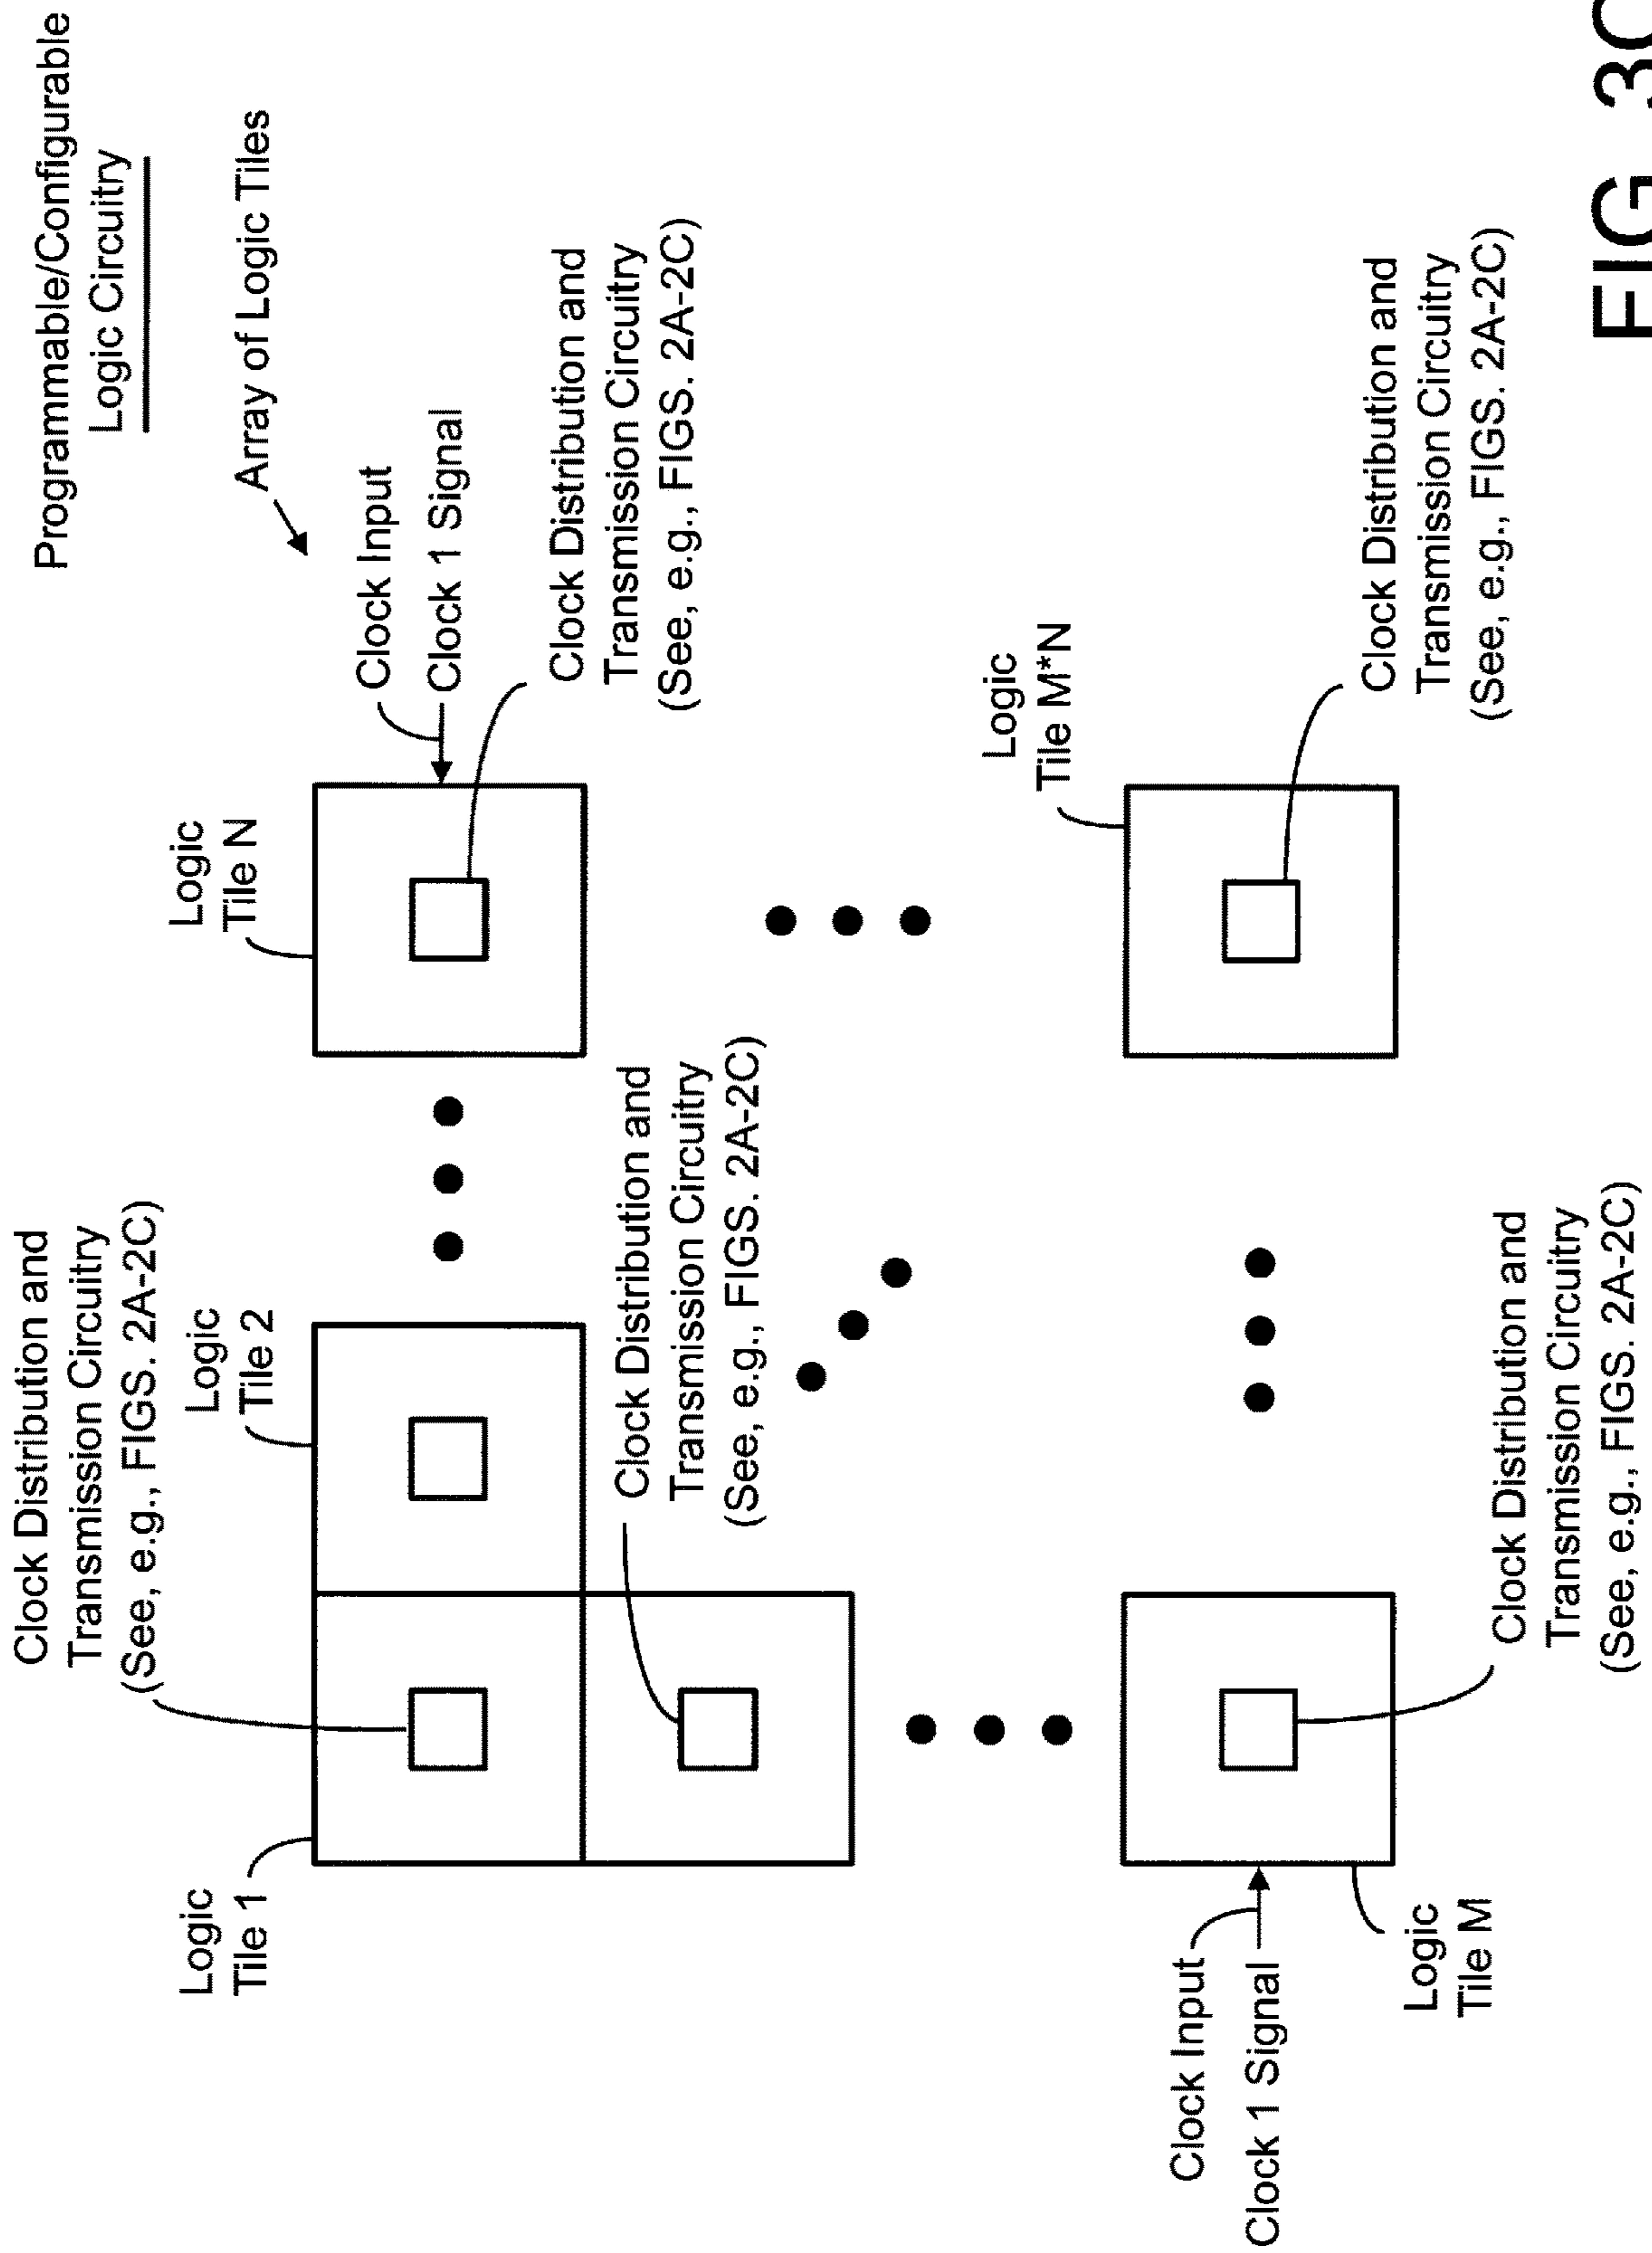 Programmable/Configurable
Logic Circuitry
Array of Logic Tiles
Clock Distribution and
Transmission Circuitry
(See, e.g., FIGS. 2A-2C)
Logic
Tile 1
Logic
Tile 2
Logic
Tile N
Clock Input
Clock 1 Signal
Clock Distribution and
Transmission Circuitry
(See, e.g., FIGS. 2A-2C)
Clock Distribution and
Transmission Circuitry
(See, e.g., FIGS. 2A-2C)
Logic
Tile M*N
Clock Input
Clock 1 Signal
Logic
Tile M
Clock Distribution and
Transmission Circuitry
(See, e.g., FIGS. 2A-2C)
Clock Distribution and
Transmission Circuitry
(See, e.g., FIGS. 2A-2C)
FIG. 3C